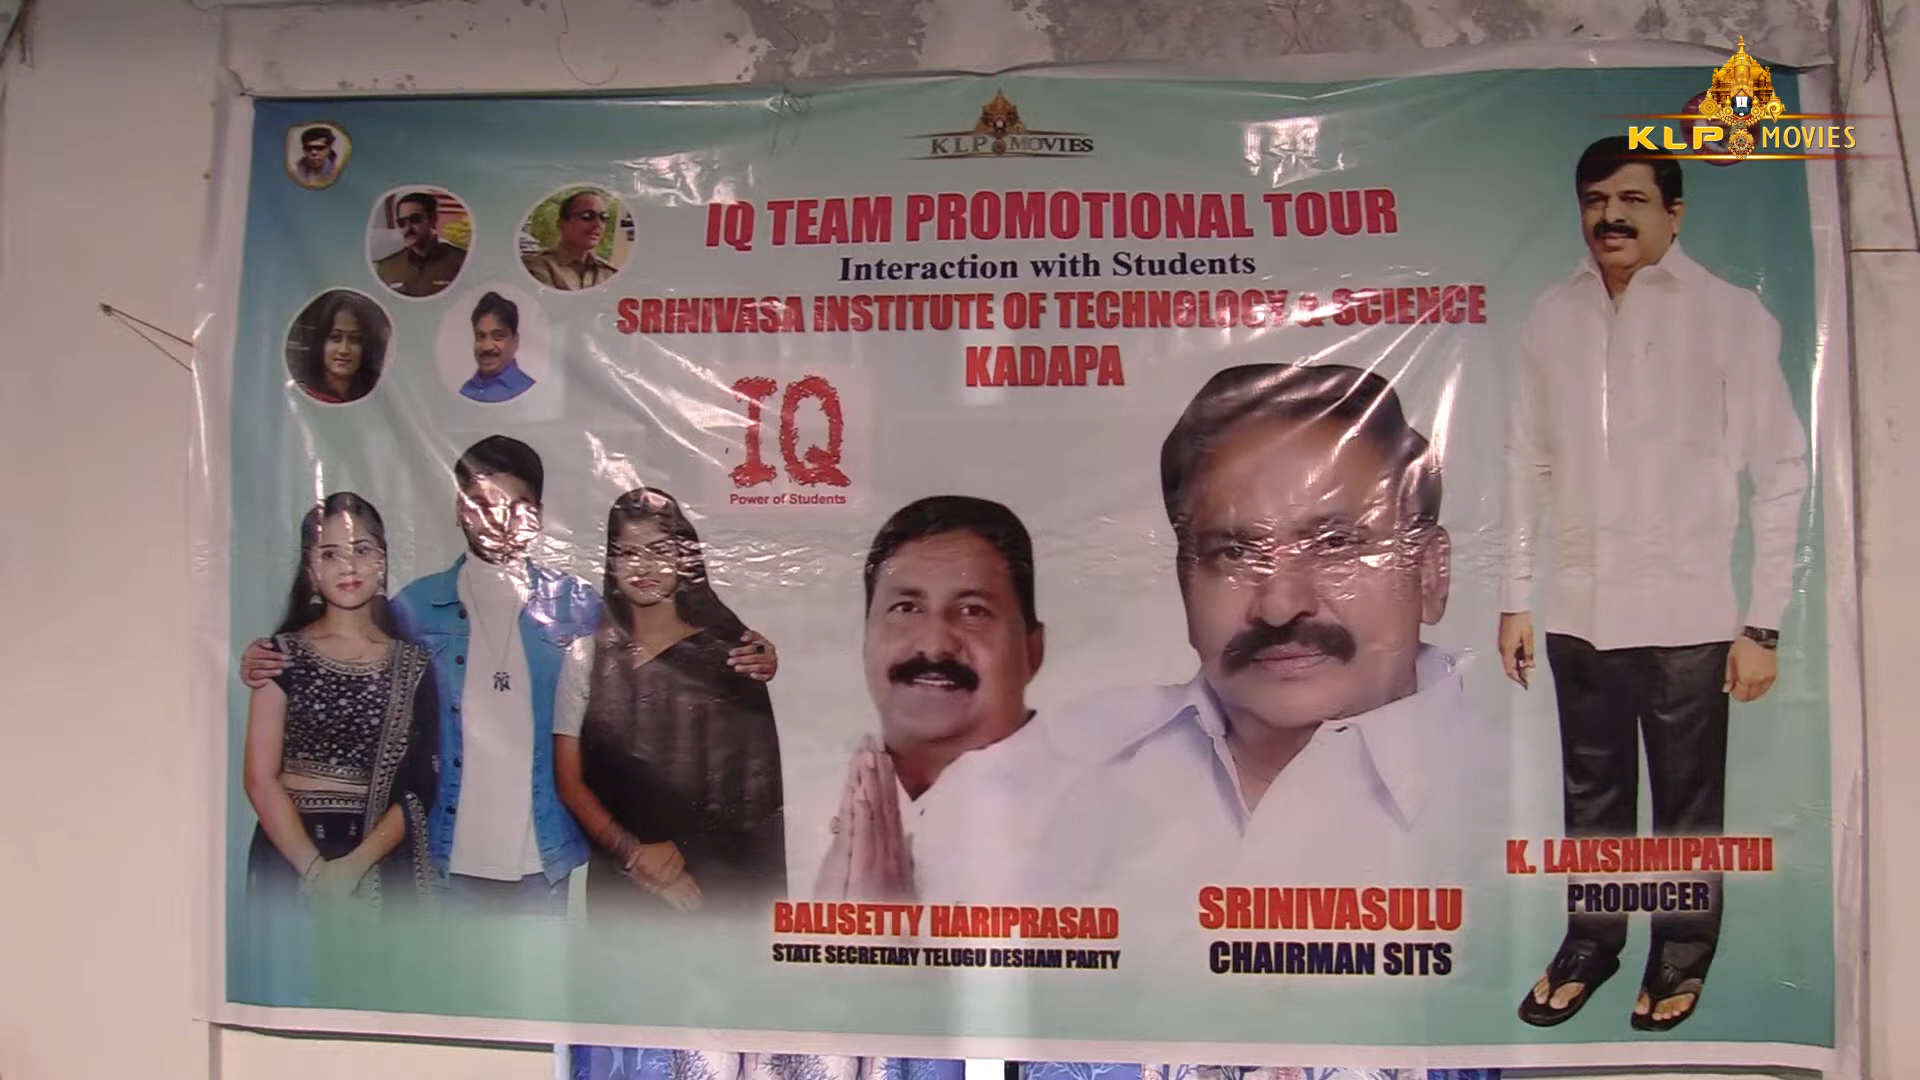 KLP MOVIES
KLP MOVIES
IQ TEAM PROMOTIONAL TOUR
Interaction with Students
SRINIVASA INSTITUTE OF TECHNOLOGY & SCIENCE
KADAPA
IQ
Power of Students
BALISETTY HARIPRASAD
STATE SECRETARY TELUGU DESHAM PARTY
SRINIVASULU
CHAIRMAN SITS
K. LAKSHMIPATHI
PRODUCER